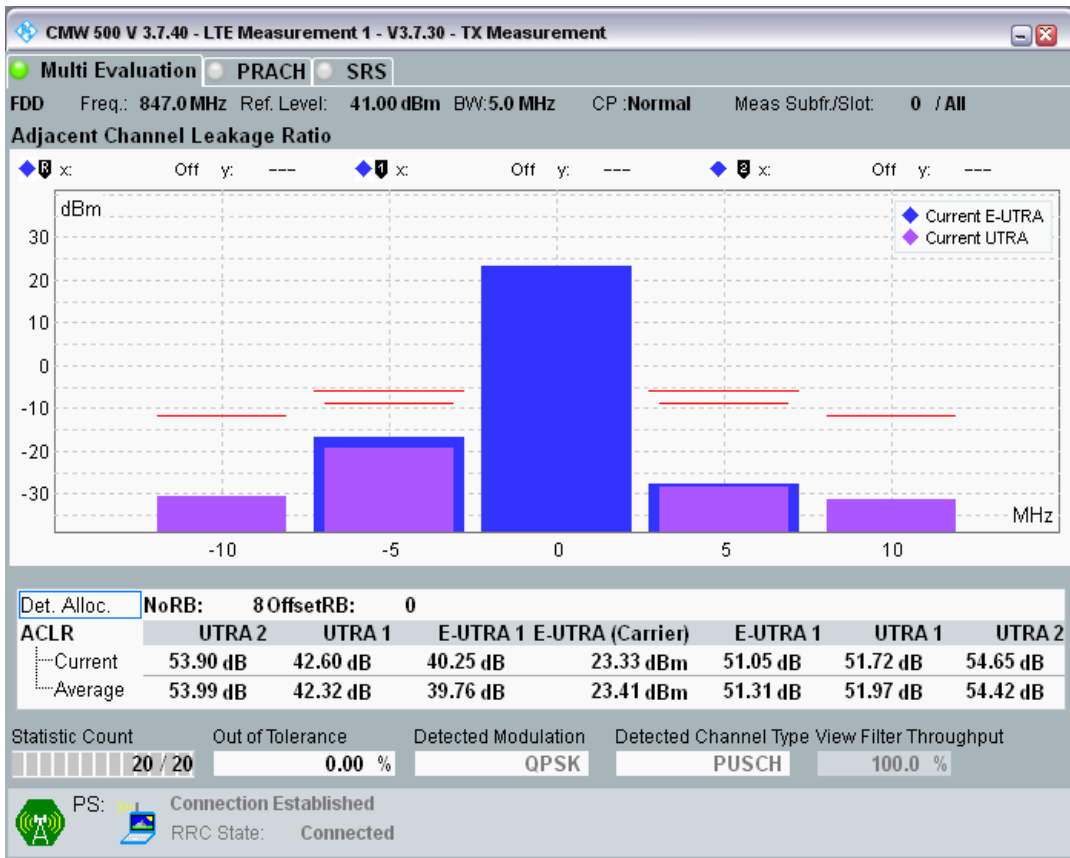 CMW 500 V 3.7.40 - LTE Measurement 1 - V3.7.30 - TX Measurement
Multi Evaluation PRACH SRS
FDD Freq.: 847.0 MHz Ref. Level: 41.00 dBm BW:5.0 MHz CP :Normal Meas Subfr./Slot: 0 / All
Adjacent Channel Leakage Ratio
R x: Off y: --- 1 x: Off y: --- 2 x: Off y: ---
dBm
Current E-UTRA
Current UTRA
30
20
10
0
-10
-20
-30
MHz
-10 -5 0 5 10
Det. Alloc. NoRB: 8 OffsetRB: 0
ACLR UTRA 2 UTRA 1 E-UTRA 1 E-UTRA (Carrier) E-UTRA 1 UTRA 1 UTRA 2
Current 53.90 dB 42.60 dB 40.25 dB 23.33 dBm 51.05 dB 51.72 dB 54.65 dB
Average 53.99 dB 42.32 dB 39.76 dB 23.41 dBm 51.31 dB 51.97 dB 54.42 dB
Statistic Count Out of Tolerance Detected Modulation Detected Channel Type View Filter Throughput
20 / 20 0.00 % QPSK PUSCH 100.0 %
PS: Connection Established
RRC State: Connected